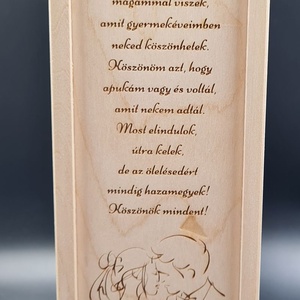 magammal viszek,
amit gyermekéveimben
neked köszönhetek.
Köszönöm azt, hogy
apukám vagy és voltál,
amit nekem adtál.
Most elindulok,
útra kelek,
de az ölelésedért
mindig hazamegyek!
Köszönök mindent!